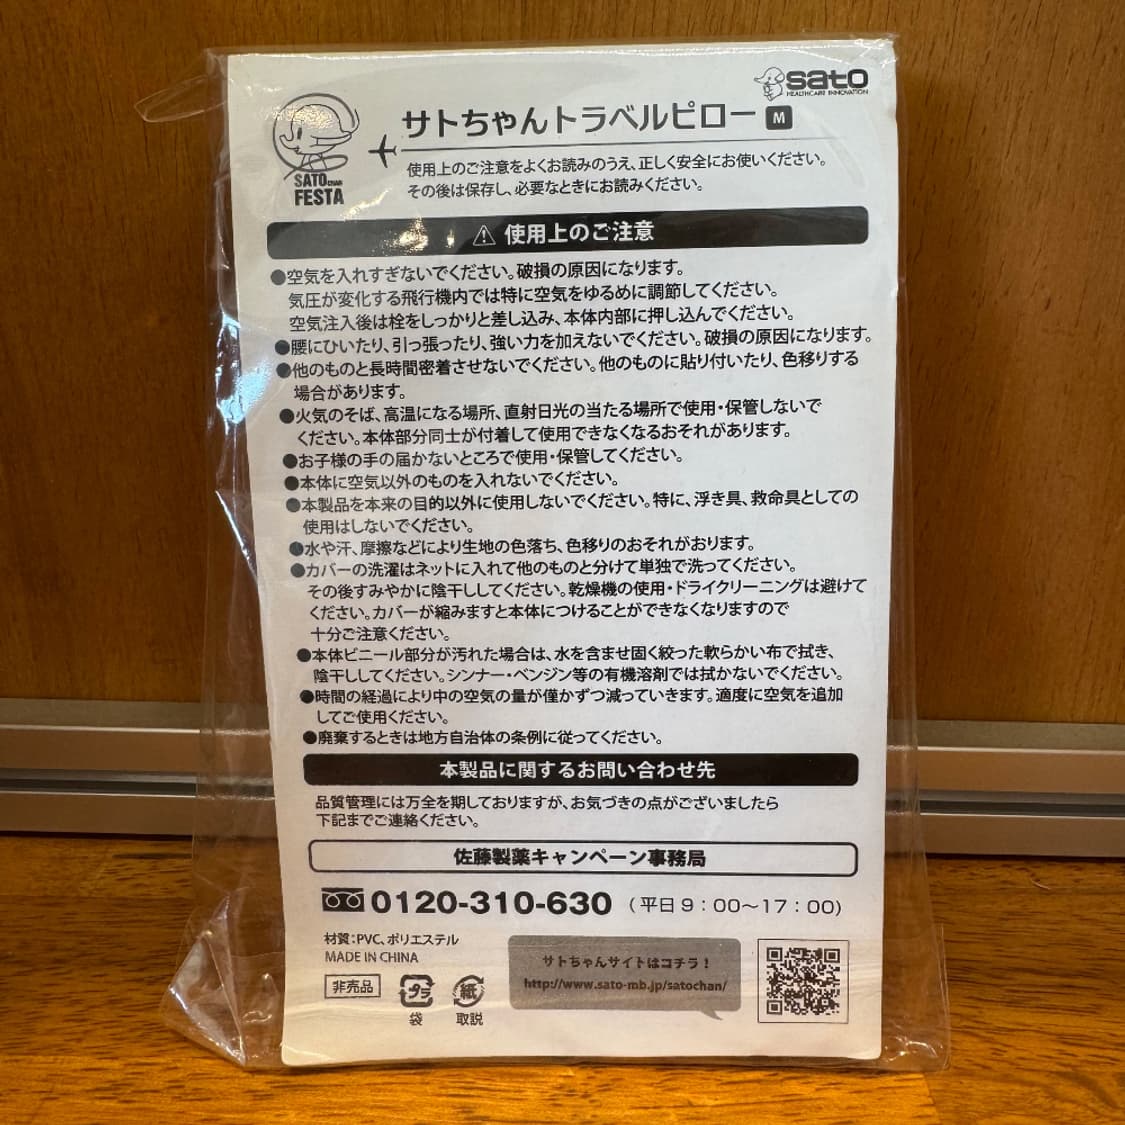 sato
HEALTHCARE INNOVATION
SATO CHAN
FESTA
サトちゃんトラベルピロー M
使用上のご注意をよくお読みのうえ、正しく安全にお使いください。
その後は保存し、必要なときにお読みください。
⚠ 使用上のご注意
●空気を入れすぎないでください。破損の原因になります。
気圧が変化する飛行機内では特に空気をゆるめに調節してください。
空気注入後は栓をしっかりと差し込み、本体内部に押し込んでください。
●腰にひいたり、引っ張ったり、強い力を加えないでください。破損の原因になります。
●他のものと長時間密着させないでください。他のものに貼り付いたり、色移りする
場合があります。
●火気のそば、高温になる場所、直射日光の当たる場所で使用・保管しないで
ください。本体部分同士が付着して使用できなくなるおそれがあります。
●お子様の手の届かないところで使用・保管してください。
●本体に空気以外のものを入れないでください。
●本製品を本来の目的以外に使用しないでください。特に、浮き具、救命具としての
使用はしないでください。
●水や汗、摩擦などにより生地の色落ち、色移りのおそれがおります。
●カバーの洗濯はネットに入れて他のものと分けて単独で洗ってください。
その後すみやかに陰干ししてください。乾燥機の使用・ドライクリーニングは避けて
ください。カバーが縮みますと本体につけることができなくなりますので
十分ご注意ください。
●本体ビニール部分が汚れた場合は、水を含ませ固く絞った軟らかい布で拭き、
陰干ししてください。シンナー・ベンジン等の有機溶剤では拭かないでください。
●時間の経過により中の空気の量が僅かずつ減っていきます。適度に空気を追加
してご使用ください。
●廃棄するときは地方自治体の条例に従ってください。
本製品に関するお問い合わせ先
品質管理には万全を期しておりますが、お気づきの点がございましたら
下記までご連絡ください。
佐藤製薬キャンペーン事務局
0120-310-630 (平日9:00〜17:00)
材質:PVC、ポリエステル
MADE IN CHINA
非売品
プラ
袋
紙
取説
サトちゃんサイトはコチラ!
http://www.sato-mb.jp/satochan/